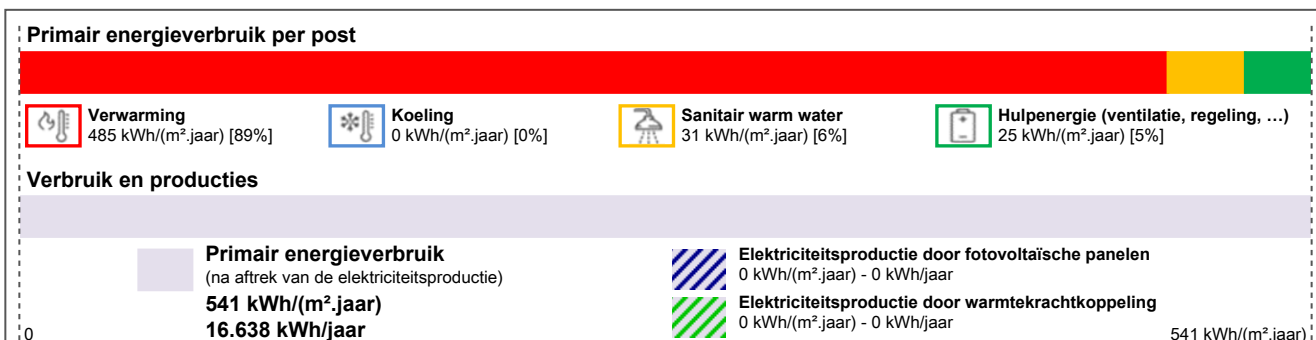 Primair energieverbruik per post
Verwarming
485 kWh/(m².jaar) [89%]
Koeling
0 kWh/(m².jaar) [0%]
Sanitair warm water
31 kWh/(m².jaar) [6%]
Hulpenergie (ventilatie, regeling, …)
25 kWh/(m².jaar) [5%]
Verbruik en producties
Primair energieverbruik
(na aftrek van de elektriciteitsproductie)
541 kWh/(m².jaar)
16.638 kWh/jaar
Elektriciteitsproductie door fotovoltaïsche panelen
0 kWh/(m².jaar) - 0 kWh/jaar
Elektriciteitsproductie door warmtekrachtkoppeling
0 kWh/(m².jaar) - 0 kWh/jaar
0
541 kWh/(m².jaar)